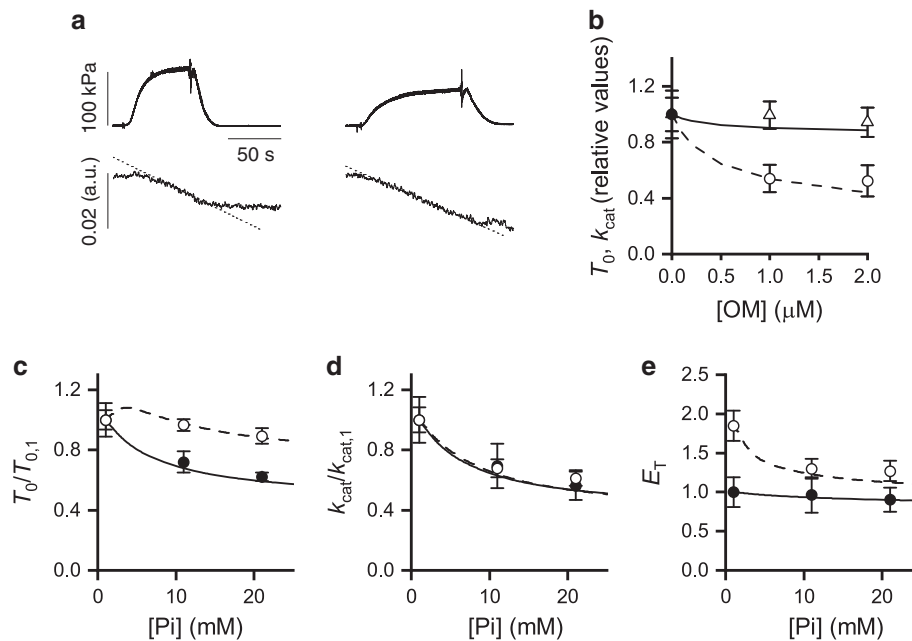 a
100 kPa
50 s
0.02 (a.u.)
b
T0, kcat (relative values)
1.2
0.8
0.4
0.0
0.0 0.5 1.0 1.5 2.0
[OM] (μM)
c
T0/T0,1
1.2
0.8
0.4
0.0
0 10 20
[Pi] (mM)
d
kcat/kcat,1
1.2
0.8
0.4
0.0
0 10 20
[Pi] (mM)
e
ET
2.5
2.0
1.5
1.0
0.5
0.0
0 10 20
[Pi] (mM)